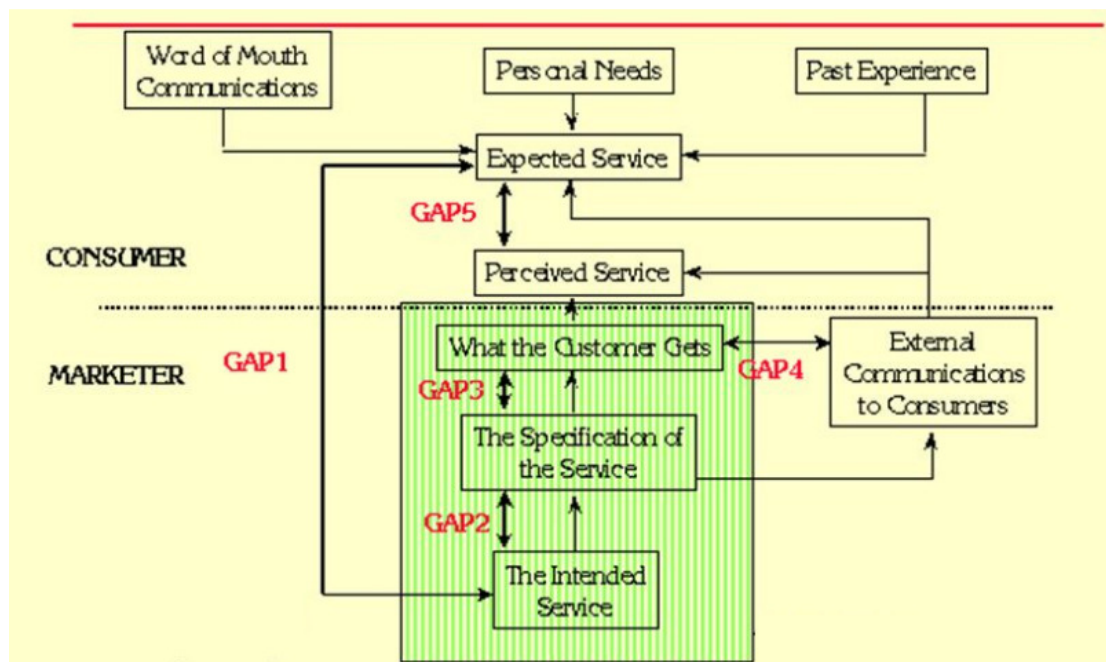 Word of Mouth
Communications
Personal Needs
Past Experience
Expected Service
GAP5
CONSUMER
Perceived Service
What the Customer Gets
External
Communications
to Consumers
MARKETER
GAP1
GAP3
GAP4
The Specification of
the Service
GAP2
The Intended
Service